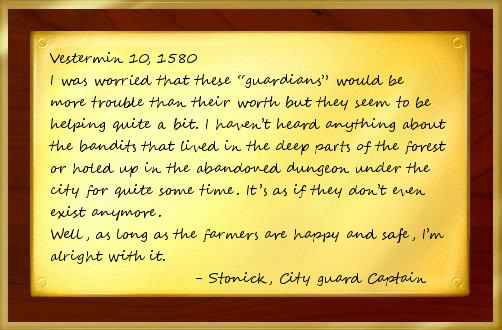 Vestermin 10, 1580
I was worried that these “guardians” would be
more trouble than their worth but they seem to be
helping quite a bit. I haven't heard anything about
the bandits that lived in the deep parts of the forest
or holed up in the abandoved dungeon under the
city for quite some time. It's as if they don't even
exist anymore.
Well, as long as the farmers are happy and safe, I'm
alright with it.
- Stonick, City guard Captain